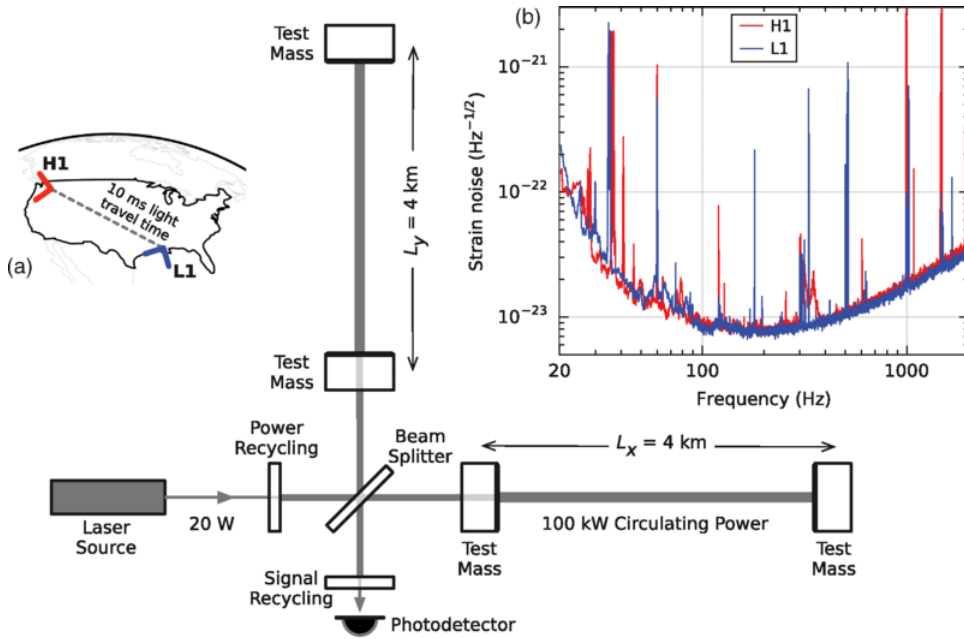 Test
Mass
(b)
H1
L1
10⁻²¹
10⁻²²
10⁻²³
Strain noise (Hz⁻¹/²)
20
100
1000
Frequency (Hz)
H1
10 ms light
travel time
L1
(a)
Ly = 4 km
Test
Mass
Power
Recycling
Beam
Splitter
Lx = 4 km
Laser
Source
20 W
100 kW Circulating Power
Test
Mass
Test
Mass
Signal
Recycling
Photodetector